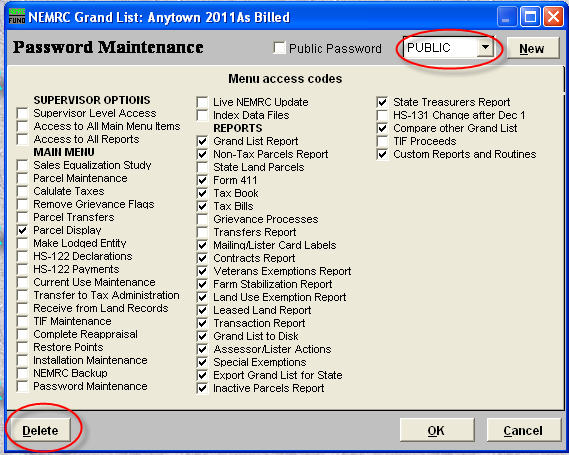 NEMRC Grand List: Anytown 2011As Billed
FUND
Password Maintenance
Public Password
PUBLIC
New
Menu access codes
SUPERVISOR OPTIONS
Supervisor Level Access
Access to All Main Menu Items
Access to All Reports
MAIN MENU
Sales Equalization Study
Parcel Maintenance
Calulate Taxes
Remove Grievance Flags
Parcel Transfers
Parcel Display
Make Lodged Entity
HS-122 Declarations
HS-122 Payments
Current Use Maintenance
Transfer to Tax Administration
Receive from Land Records
TIF Maintenance
Complete Reappraisal
Restore Points
Installation Maintenance
NEMRC Backup
Password Maintenance
Live NEMRC Update
Index Data Files
REPORTS
Grand List Report
Non-Tax Parcels Report
State Land Parcels
Form 411
Tax Book
Tax Bills
Grievance Processes
Transfers Report
Mailing/Lister Card Labels
Contracts Report
Veterans Exemptions Report
Farm Stabilization Report
Land Use Exemption Report
Leased Land Report
Transaction Report
Grand List to Disk
Assessor/Lister Actions
Special Exemptions
Export Grand List for State
Inactive Parcels Report
State Treasurers Report
HS-131 Change after Dec 1
Compare other Grand List
TIF Proceeds
Custom Reports and Routines
Delete
OK
Cancel